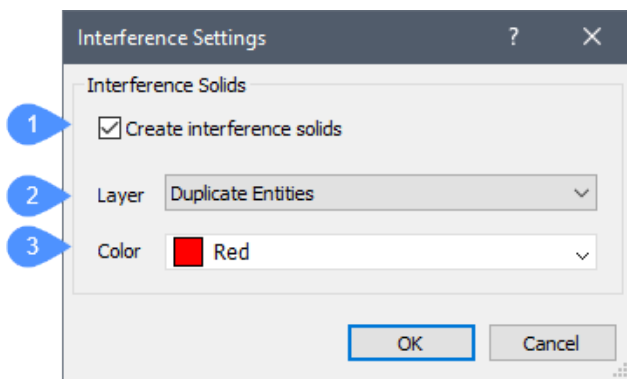 Interference Settings ? ×
Interference Solids
1 Create interference solids
2 Layer Duplicate Entities
3 Color Red
OK Cancel